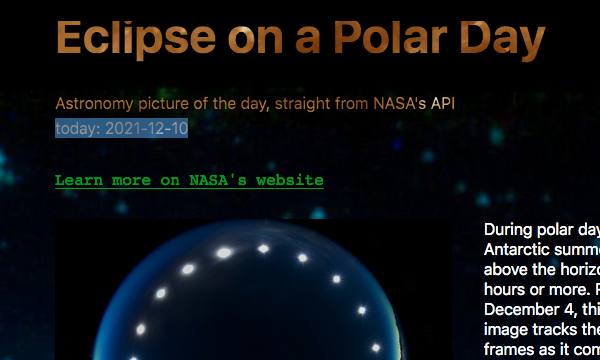 Eclipse on a Polar Day
Astronomy picture of the day, straight from NASA's API
today: 2021-12-10
Learn more on NASA's website
During polar day
Antarctic summ
above the horizo
hours or more. F
December 4, thi
image tracks the
frames as it com